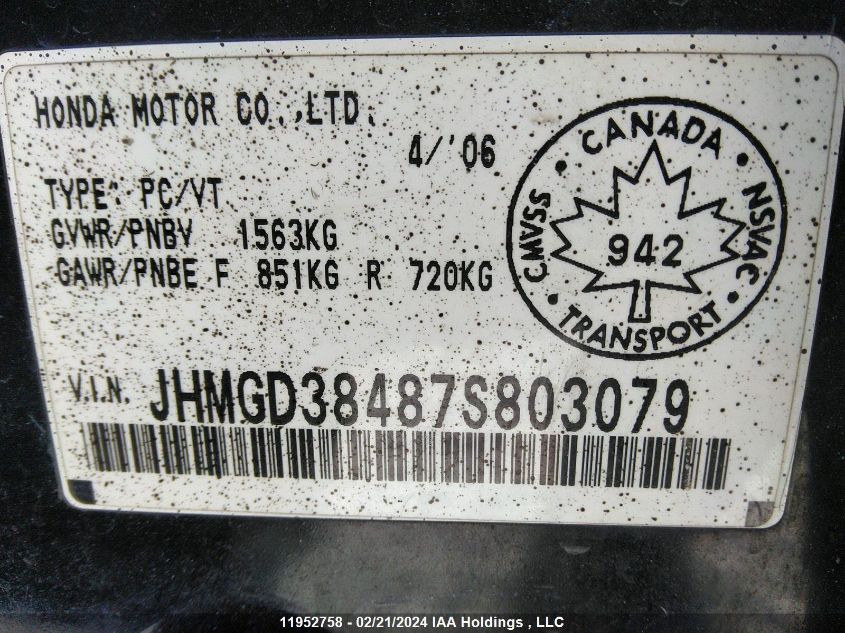 HONDA MOTOR CO.,LTD.
4/'06
TYPE: PC/VT
GVWR/PNBV 1563KG
GAWR/PNBE F 851KG R 720KG
CANADA
CMVSS
NSVAC
942
TRANSPORT
V.I.N. JHMGD38487S803079
11952758 - 02/21/2024 IAA Holdings , LLC